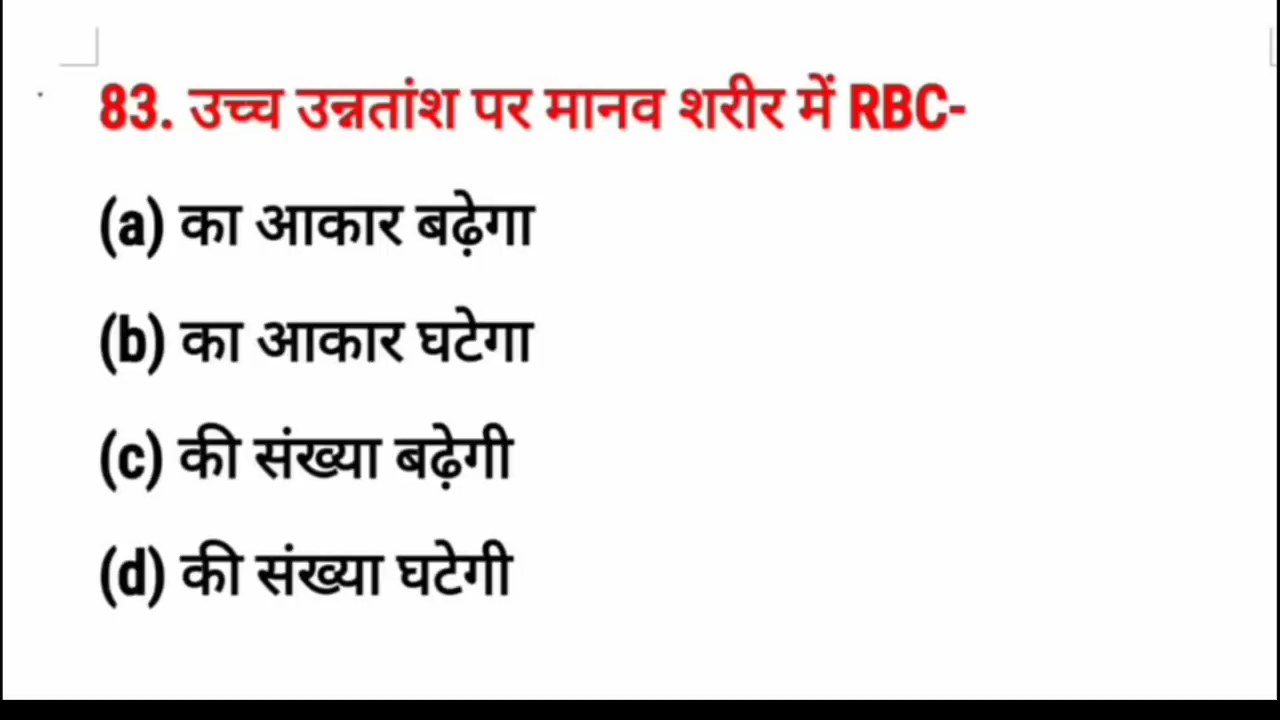 83. उच्च उन्नतांश पर मानव शरीर में RBC-
(a) का आकार बढ़ेगा
(b) का आकार घटेगा
(c) की संख्या बढ़ेगी
(d) की संख्या घटेगी